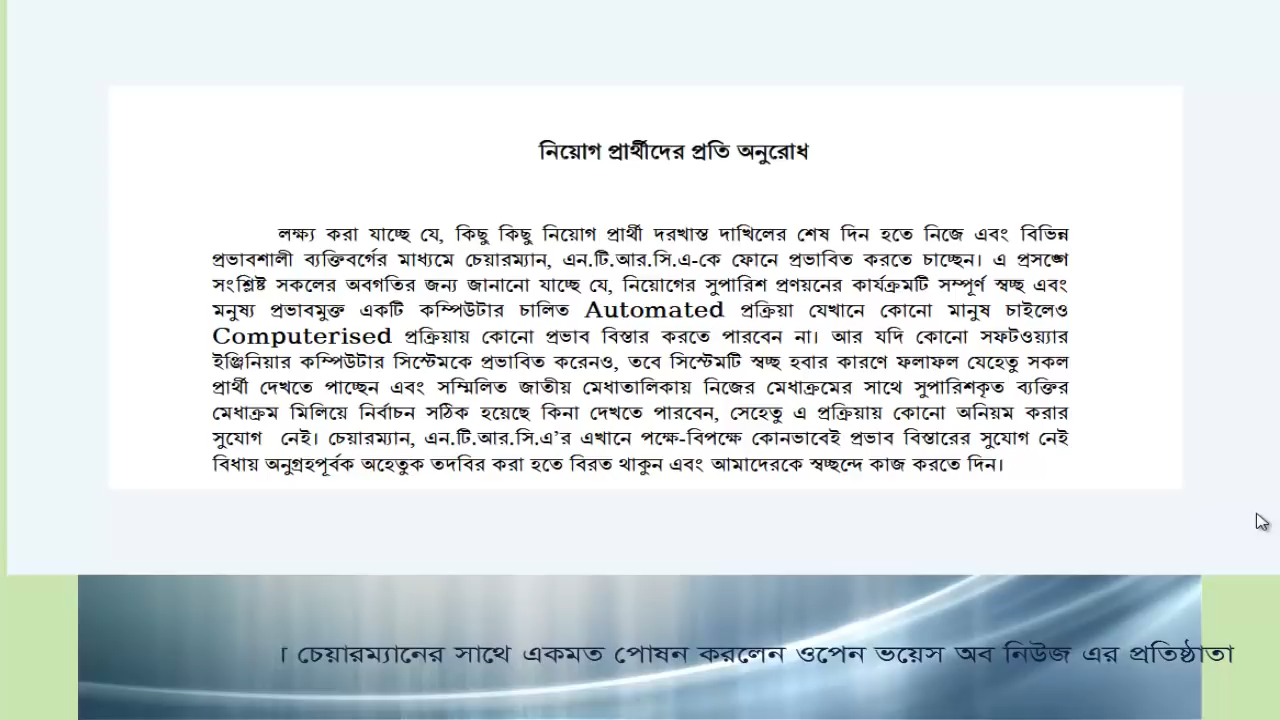 নিয়োগ প্রার্থীদের প্রতি অনুরোধ
লক্ষ্য করা যাচ্ছে যে, কিছু কিছু নিয়োগ প্রার্থী দরখাস্ত দাখিলের শেষ দিন হতে নিজে এবং বিভিন্ন
প্রভাবশালী ব্যক্তিবর্গের মাধ্যমে চেয়ারম্যান, এন.টি.আর.সি.এ-কে ফোনে প্রভাবিত করতে চাচ্ছেন। এ প্রসঙ্গে
সংশ্লিষ্ট সকলের অবগতির জন্য জানানো যাচ্ছে যে, নিয়োগের সুপারিশ প্রণয়নের কার্যক্রমটি সম্পূর্ণ স্বচ্ছ এবং
মনুষ্য প্রভাবমুক্ত একটি কম্পিউটার চালিত Automated প্রক্রিয়া যেখানে কোনো মানুষ চাইলেও
Computerised প্রক্রিয়ায় কোনো প্রভাব বিস্তার করতে পারবেন না। আর যদি কোনো সফটওয়্যার
ইঞ্জিনিয়ার কম্পিউটার সিস্টেমকে প্রভাবিত করেনও, তবে সিস্টেমটি স্বচ্ছ হবার কারণে ফলাফল যেহেতু সকল
প্রার্থী দেখতে পাচ্ছেন এবং সম্মিলিত জাতীয় মেধাতালিকায় নিজের মেধাক্রমের সাথে সুপারিশকৃত ব্যক্তির
মেধাক্রম মিলিয়ে নির্বাচন সঠিক হয়েছে কিনা দেখতে পারবেন, সেহেতু এ প্রক্রিয়ায় কোনো অনিয়ম করার
সুযোগ নেই। চেয়ারম্যান, এন.টি.আর.সি.এ’র এখানে পক্ষে-বিপক্ষে কোনভাবেই প্রভাব বিস্তারের সুযোগ নেই
বিধায় অনুগ্রহপূর্বক অহেতুক তদবির করা হতে বিরত থাকুন এবং আমাদেরকে স্বচ্ছন্দে কাজ করতে দিন।
। চেয়ারম্যানের সাথে একমত পোষন করলেন ওপেন ভয়েস অব নিউজ এর প্রতিষ্ঠাতা